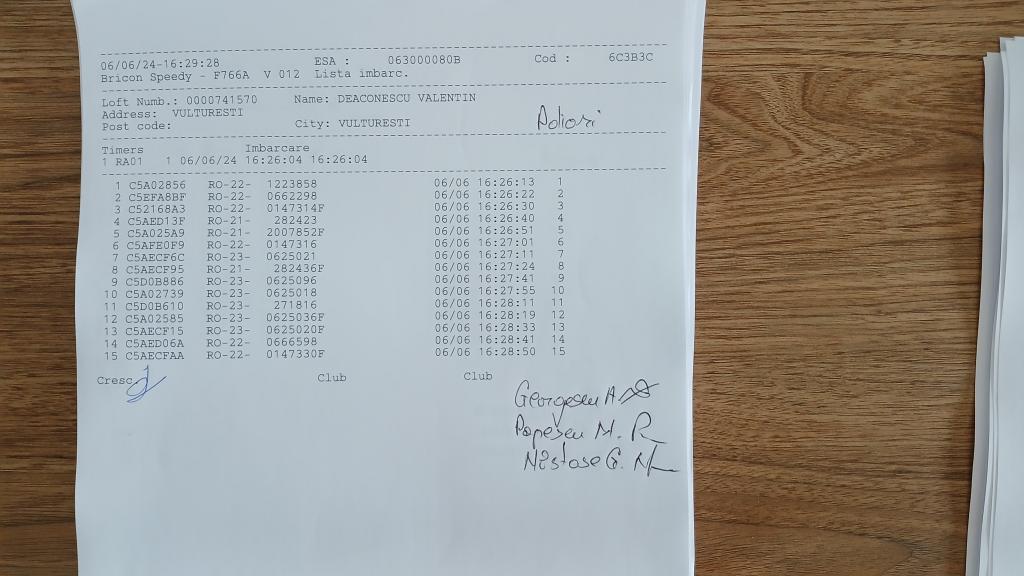 06/06/24-16:29:28 ESA : 063000080B Cod : 6C3B3C
Bricon Speedy - F766A V 012 Lista imbarc.
Loft Numb.: 0000741570 Name: DEACONESCU VALENTIN
Address: VULTURESTI
Post code: City: VULTURESTI
Timers Imbarcare
1 RA01 1 06/06/24 16:26:04 16:26:04
1 C5A02856 RO-22- 1223858 06/06 16:26:13 1
2 C5EFA8BF RO-22- 0662298 06/06 16:26:22 2
3 C52168A3 RO-22- 0147314F 06/06 16:26:30 3
4 C5AED13F RO-21- 282423 06/06 16:26:40 4
5 C5A025A9 RO-21- 2007852F 06/06 16:26:51 5
6 C5AFE0F9 RO-22- 0147316 06/06 16:27:01 6
7 C5AECF6C RO-23- 0625021 06/06 16:27:11 7
8 C5AECF95 RO-21- 282436F 06/06 16:27:24 8
9 C5D0B886 RO-23- 0625096 06/06 16:27:41 9
10 C5A02739 RO-23- 0625018 06/06 16:27:55 10
11 C5D0B610 RO-23- 271816 06/06 16:28:11 11
12 C5A02585 RO-23- 0625036F 06/06 16:28:19 12
13 C5AECF15 RO-23- 0625020F 06/06 16:28:33 13
14 C5AED06A RO-22- 0666598 06/06 16:28:41 14
15 C5AECFAA RO-22- 0147330F 06/06 16:28:50 15
Cresc. Club Club
Georgescu A
Popescu M.
Nastase G.